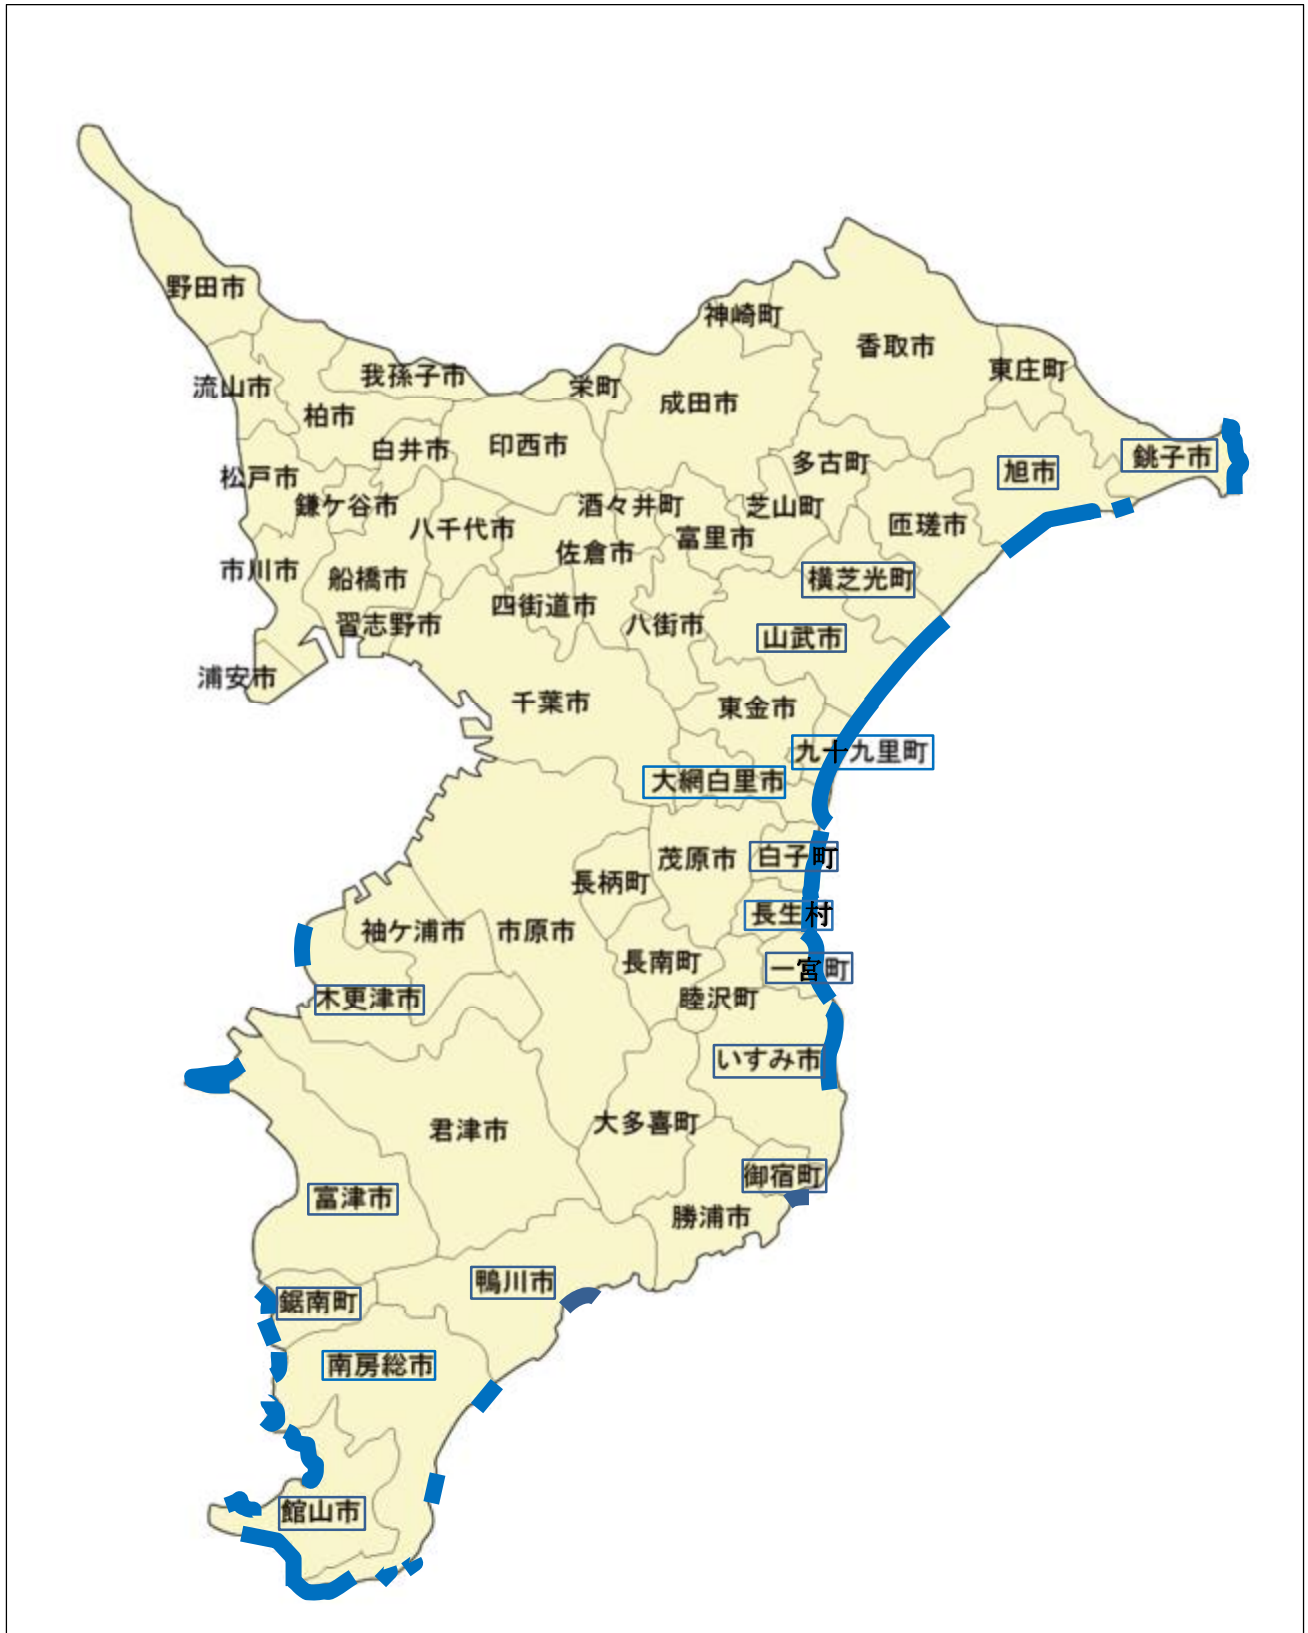 野田市
神崎町
香取市
東庄町
流山市
我孫子市
栄町
成田市
柏市
白井市
印西市
多古町
旭市
銚子市
松戸市
鎌ケ谷市
八千代市
酒々井町
芝山町
富里市
匝瑳市
市川市
船橋市
佐倉市
横芝光町
習志野市
四街道市
八街市
山武市
浦安市
千葉市
東金市
九十九里町
大網白里市
茂原市
白子町
長柄町
長生村
袖ケ浦市
市原市
長南町
一宮町
木更津市
睦沢町
いすみ市
君津市
大多喜町
御宿町
富津市
勝浦市
鋸南町
鴨川市
南房総市
館山市